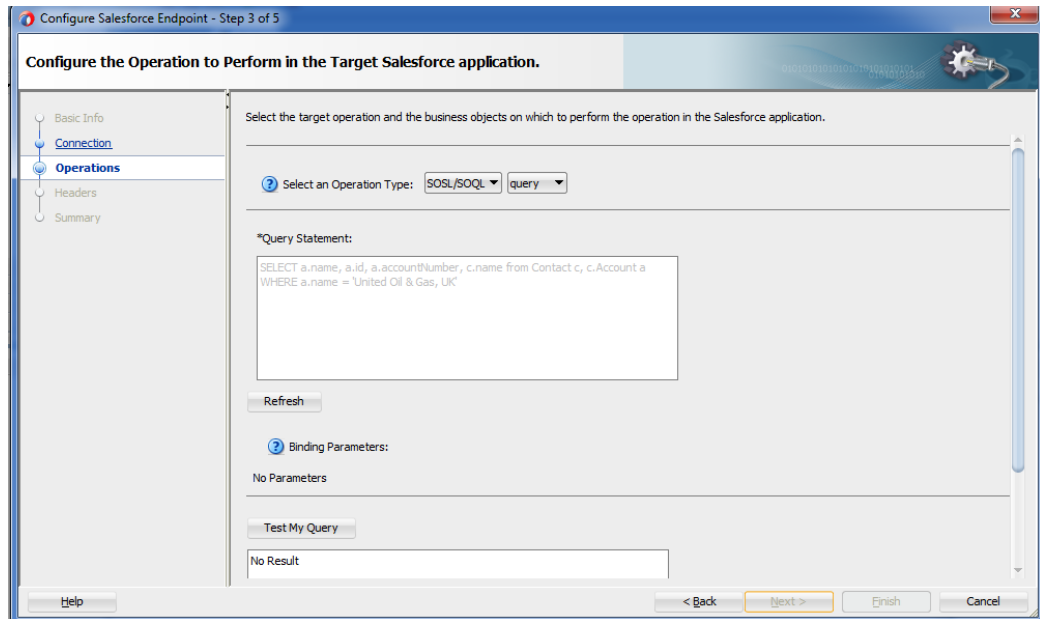 Configure Salesforce Endpoint - Step 3 of 5
Configure the Operation to Perform in the Target Salesforce application.
Basic Info
Connection
Operations
Headers
Summary
Select the target operation and the business objects on which to perform the operation in the Salesforce application.
Select an Operation Type: SOSL/SOQL query
*Query Statement:
SELECT a.name, a.id, a.accountNumber, c.name from Contact c, c.Account a
WHERE a.name = 'United Oil & Gas, UK'
Refresh
Binding Parameters:
No Parameters
Test My Query
No Result
Help
< Back
Next >
Finish
Cancel